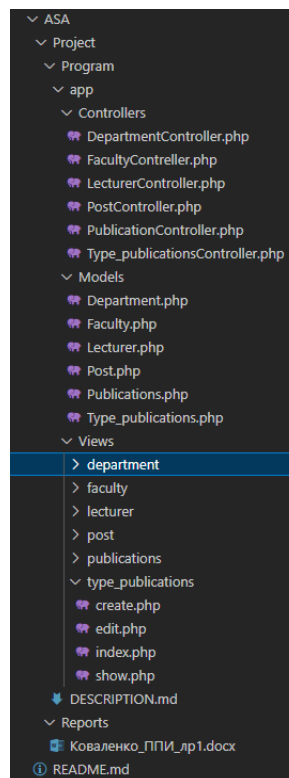 ASA
Project
Program
app
Controllers
DepartmentController.php
FacultyContreller.php
LecturerController.php
PostController.php
PublicationController.php
Type_publicationsController.php
Models
Department.php
Faculty.php
Lecturer.php
Post.php
Publications.php
Type_publications.php
Views
department
faculty
lecturer
post
publications
type_publications
create.php
edit.php
index.php
show.php
DESCRIPTION.md
Reports
Коваленко_ППИ_лр1.docx
README.md